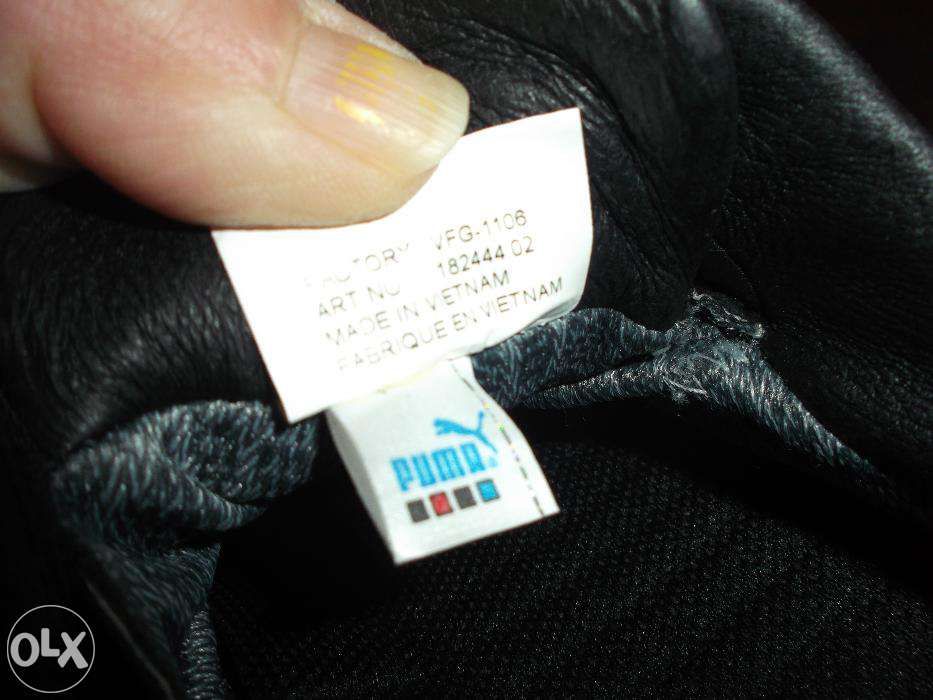 FACTORY VFG-1106
ART NO 182444 02
MADE IN VIETNAM
FABRIQUE EN VIETNAM
PUMA
OLX